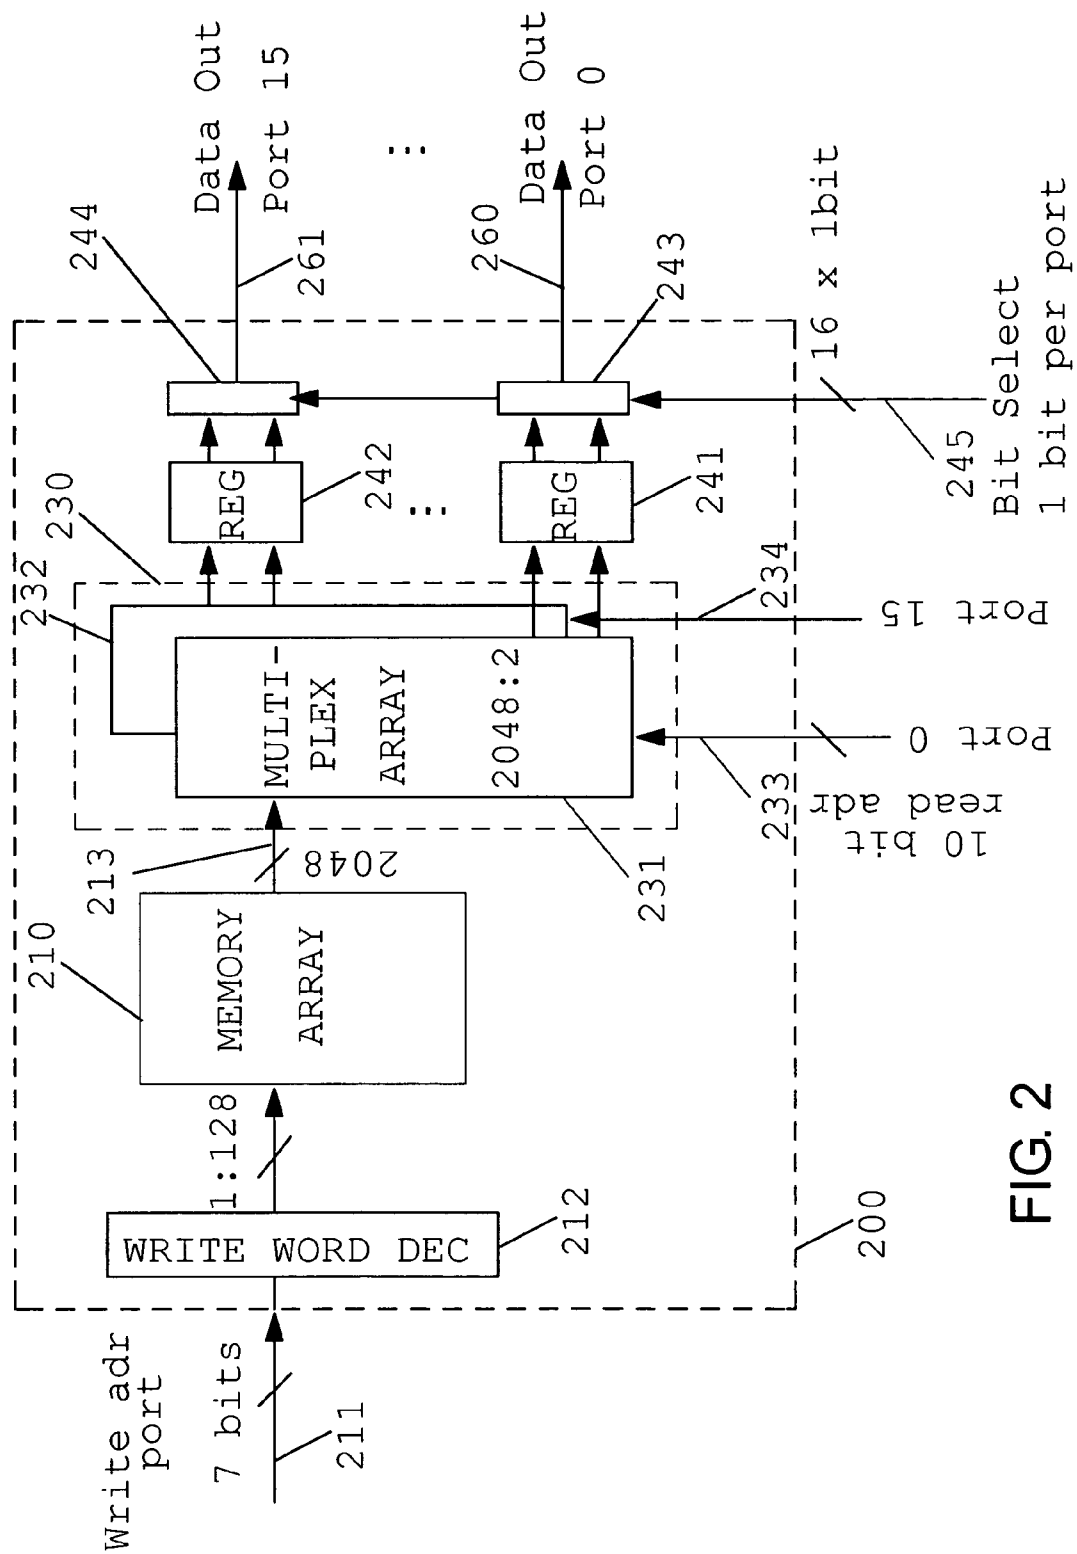 Write adr
port
7 bits
211
WRITE WORD DEC
212
1:128
200
210
MEMORY
ARRAY
213
2048
230
232
MULTI-
PLEX
ARRAY
2048:2
231
233
10 bit
read adr
Port 0
234
Port 15
REG
242
...
REG
241
244
243
245
16 x 1bit
Bit Select
1 bit per port
261
260
Data Out
Port 15
...
Data Out
Port 0
FIG. 2